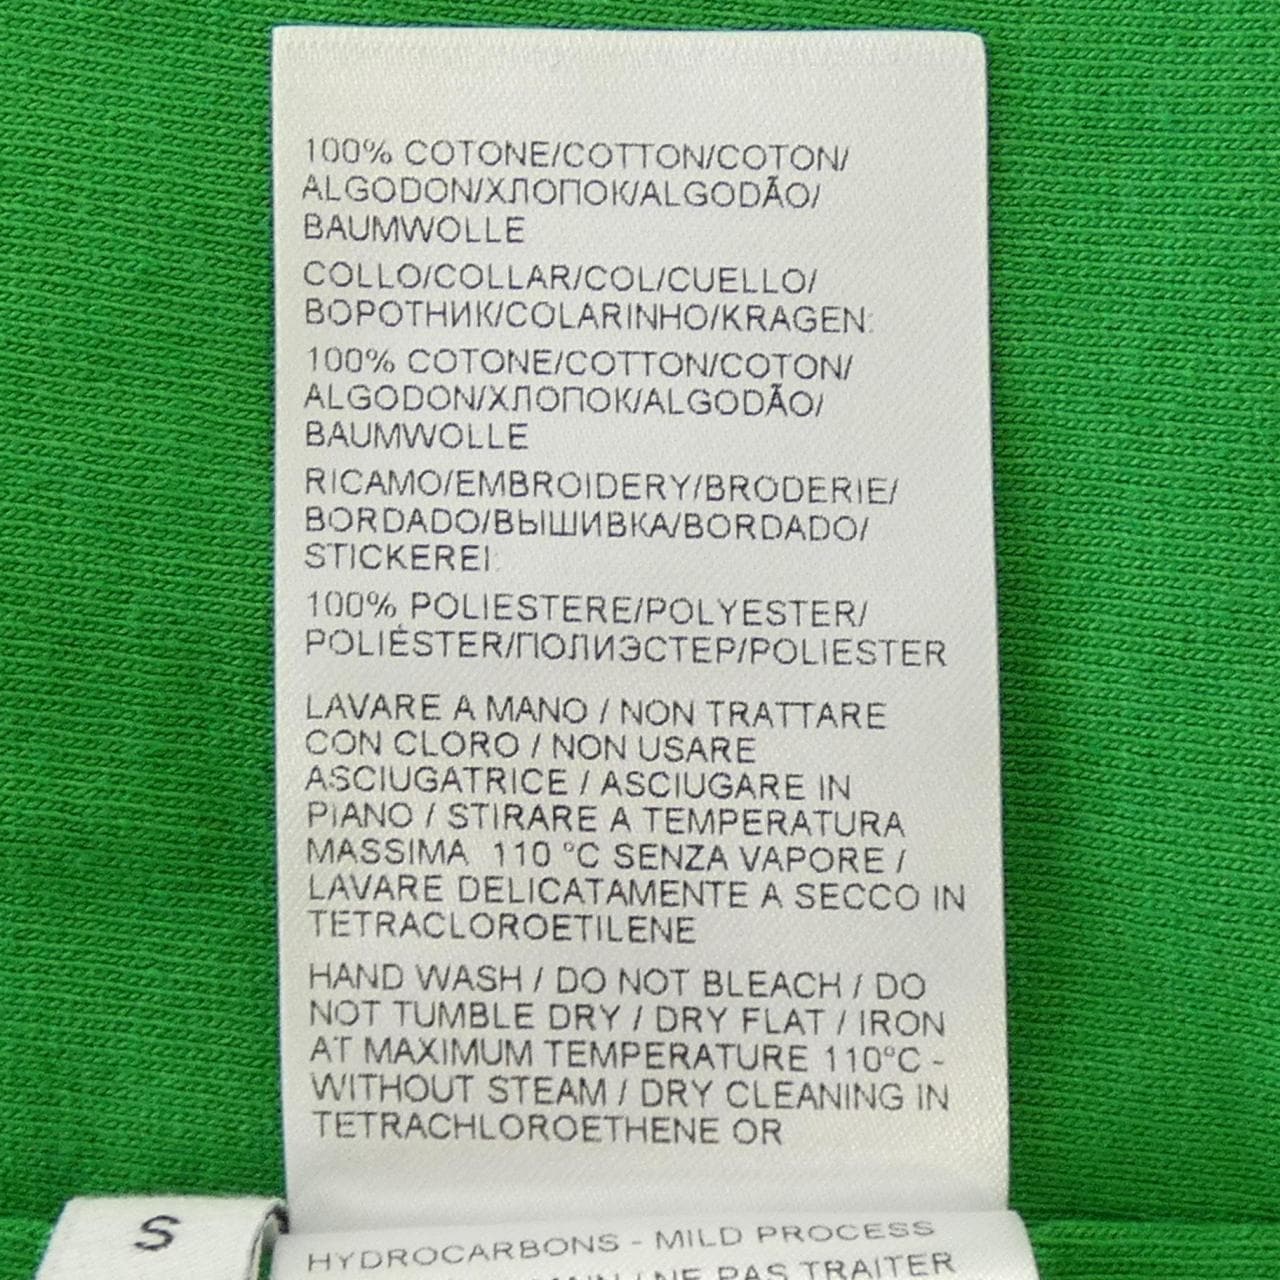 100% COTONE/COTTON/COTON/
ALGODON/ХЛОПОК/ALGODÃO/
BAUMWOLLE
COLLO/COLLAR/COL/CUELLO/
ВОРОТНИК/COLARINHO/KRAGEN:
100% COTONE/COTTON/COTON/
ALGODON/ХЛОПОК/ALGODÃO/
BAUMWOLLE
RICAMO/EMBROIDERY/BRODERIE/
BORDADO/ВЫШИВКА/BORDADO/
STICKEREI:
100% POLIESTERE/POLYESTER/
POLIÉSTER/ПОЛИЭСТЕР/POLIESTER
LAVARE A MANO / NON TRATTARE
CON CLORO / NON USARE
ASCIUGATRICE / ASCIUGARE IN
PIANO / STIRARE A TEMPERATURA
MASSIMA 110 °C SENZA VAPORE /
LAVARE DELICATAMENTE A SECCO IN
TETRACLOROETILENE
HAND WASH / DO NOT BLEACH / DO
NOT TUMBLE DRY / DRY FLAT / IRON
AT MAXIMUM TEMPERATURE 110°C -
WITHOUT STEAM / DRY CLEANING IN
TETRACHLOROETHENE OR
S
HYDROCARBONS - MILD PROCESS
/ NE PAS TRAITER